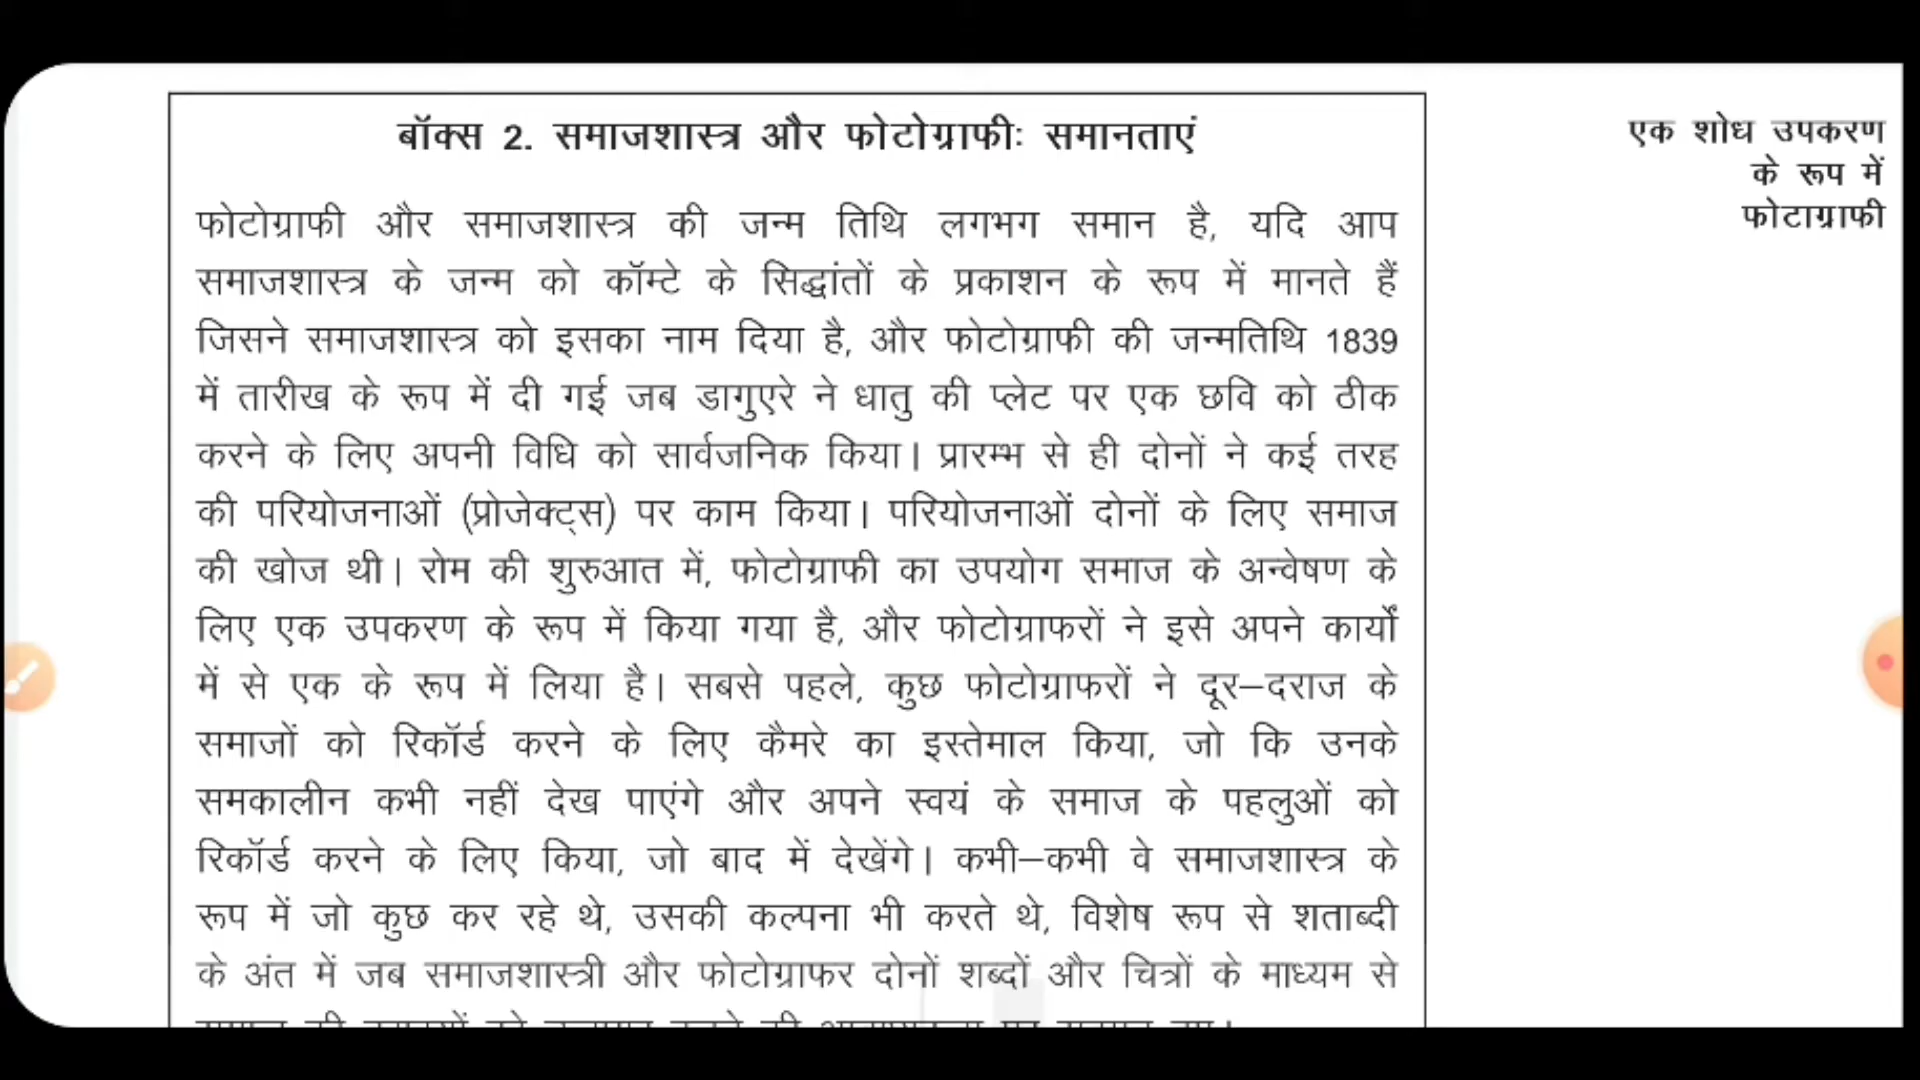 बॉक्स 2. समाजशास्त्र और फोटोग्राफीः समानताएं
फोटोग्राफी और समाजशास्त्र की जन्म तिथि लगभग समान है, यदि आप
समाजशास्त्र के जन्म को कॉम्टे के सिद्धांतों के प्रकाशन के रूप में मानते हैं
जिसने समाजशास्त्र को इसका नाम दिया है, और फोटोग्राफी की जन्मतिथि 1839
में तारीख के रूप में दी गई जब डागुएरे ने धातु की प्लेट पर एक छवि को ठीक
करने के लिए अपनी विधि को सार्वजनिक किया। प्रारम्भ से ही दोनों ने कई तरह
की परियोजनाओं (प्रोजेक्ट्स) पर काम किया। परियोजनाओं दोनों के लिए समाज
की खोज थी। रोम की शुरुआत में, फोटोग्राफी का उपयोग समाज के अन्वेषण के
लिए एक उपकरण के रूप में किया गया है, और फोटोग्राफरों ने इसे अपने कार्यों
में से एक के रूप में लिया है। सबसे पहले, कुछ फोटोग्राफरों ने दूर–दराज के
समाजों को रिकॉर्ड करने के लिए कैमरे का इस्तेमाल किया, जो कि उनके
समकालीन कभी नहीं देख पाएंगे और अपने स्वयं के समाज के पहलुओं को
रिकॉर्ड करने के लिए किया, जो बाद में देखेंगे। कभी–कभी वे समाजशास्त्र के
रूप में जो कुछ कर रहे थे, उसकी कल्पना भी करते थे, विशेष रूप से शताब्दी
के अंत में जब समाजशास्त्री और फोटोग्राफर दोनों शब्दों और चित्रों के माध्यम से
एक शोध उपकरण
के रूप में
फोटाग्राफी